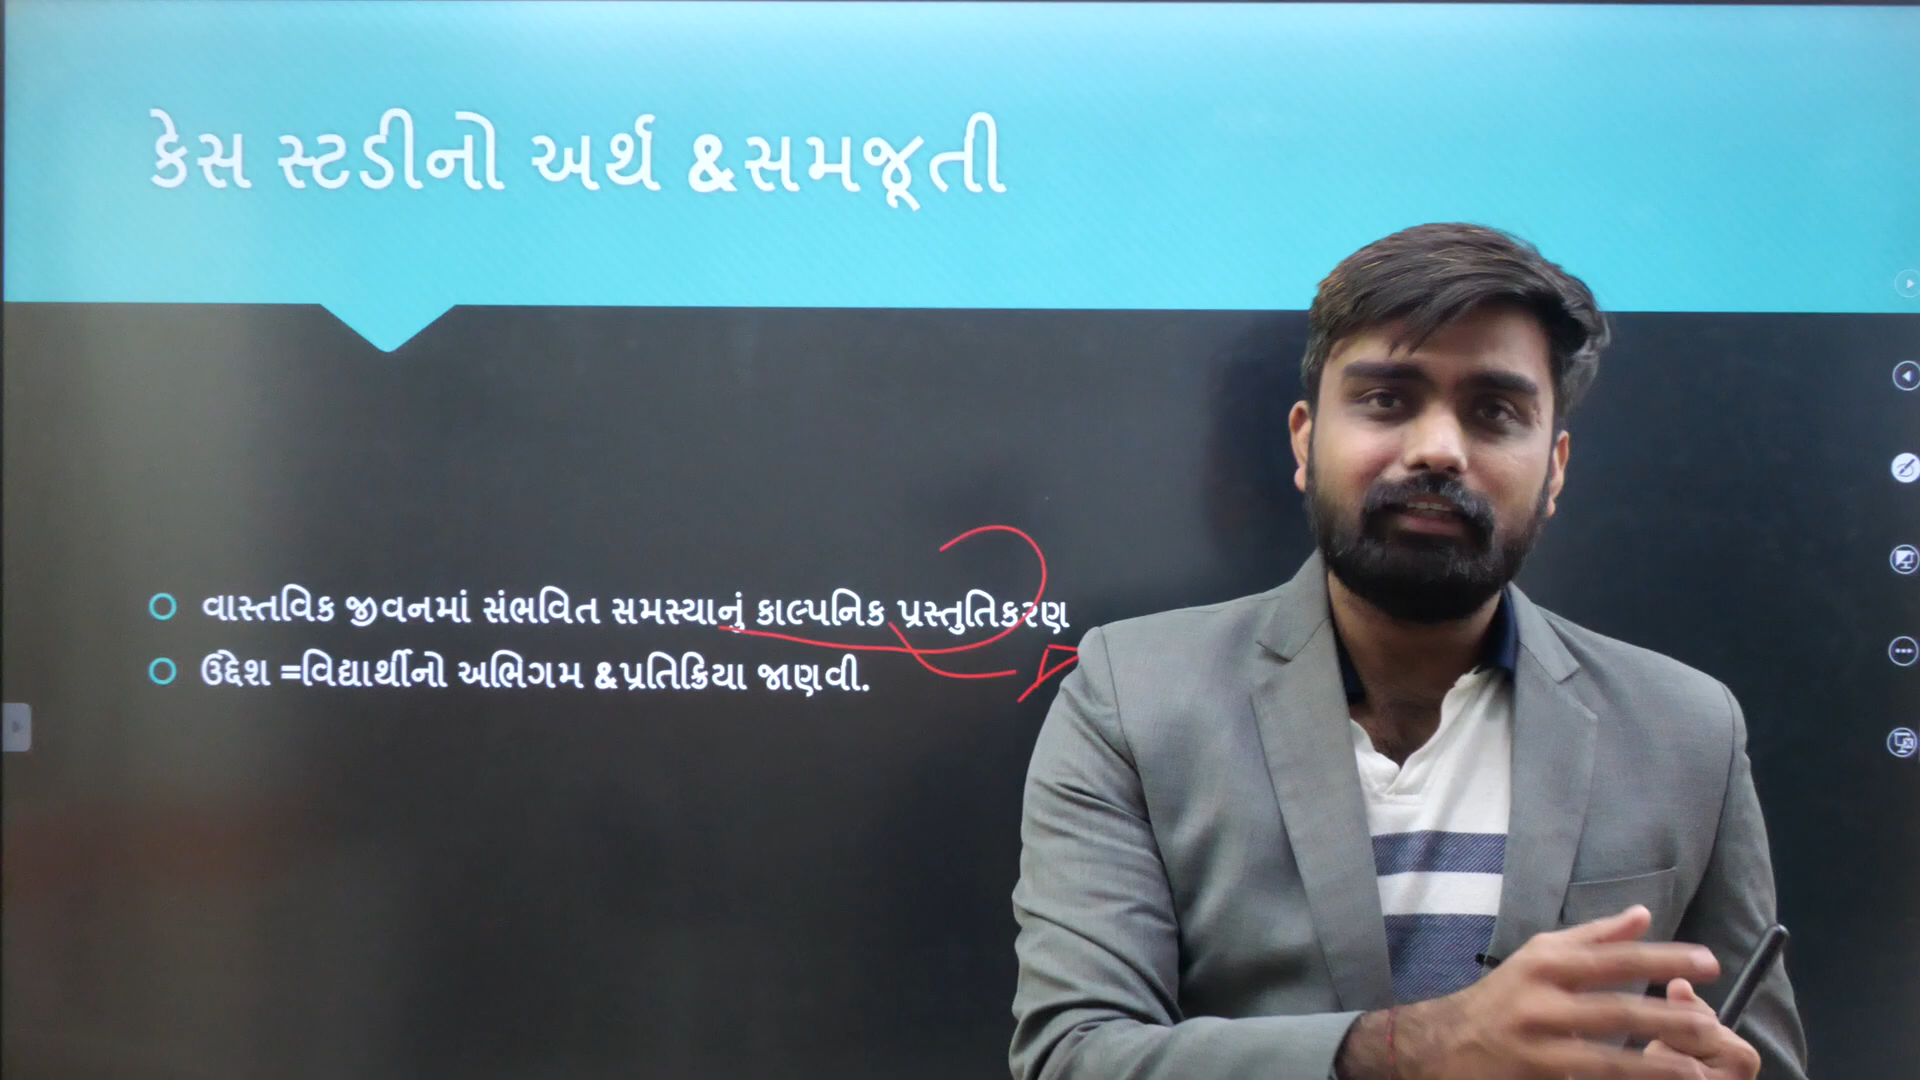 કેસ સ્ટડીનો અર્થ &સમજૂતી
વાસ્તવિક જીવનમાં સંભવિત સમસ્યાનું કાલ્પનિક પ્રસ્તુતિકરણ
ઉદ્દેશ =વિદ્યાર્થીનો અભિગમ &પ્રતિક્રિયા જાણવી.